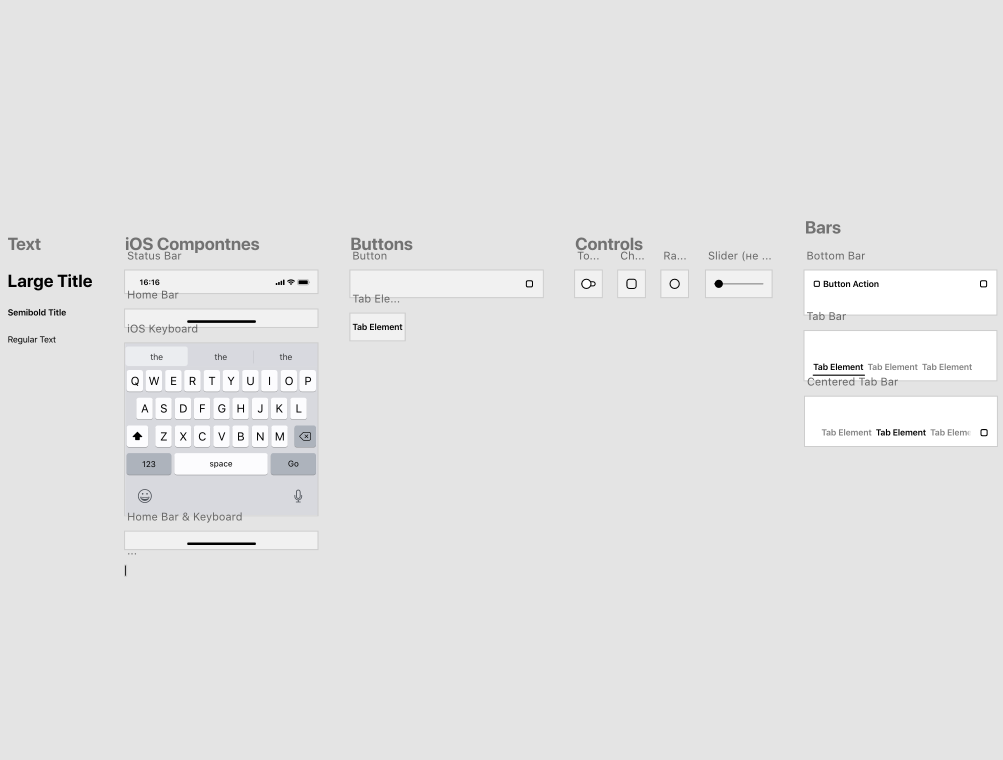 Text
Large Title
Semibold Title
Regular Text
iOS Compontnes
Status Bar
16:16
Home Bar
iOS Keyboard
the the the
Q W E R T Y U I O P
A S D F G H J K L
Z X C V B N M
123 space Go
Home Bar & Keyboard
...
Buttons
Button
Tab Ele...
Tab Element
Controls
To... Ch... Ra... Slider (не ...
Bars
Bottom Bar
Button Action
Tab Bar
Tab Element Tab Element Tab Element
Centered Tab Bar
Tab Element Tab Element Tab Eleme